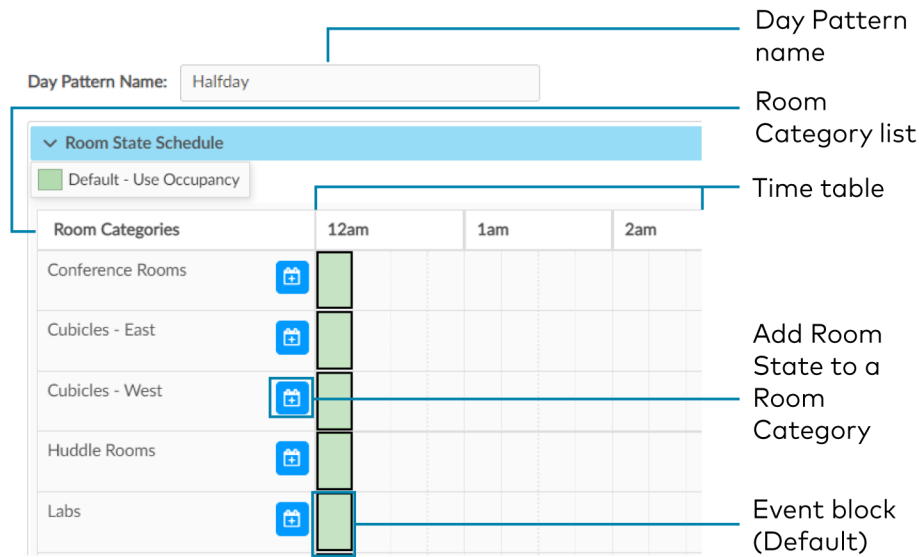 Day Pattern
name
Day Pattern Name: Halfday
Room
Category list
Room State Schedule
Default - Use Occupancy
Time table
Room Categories 12am 1am 2am
Conference Rooms
Cubicles - East
Add Room
State to a
Room
Category
Cubicles - West
Huddle Rooms
Labs
Event block
(Default)